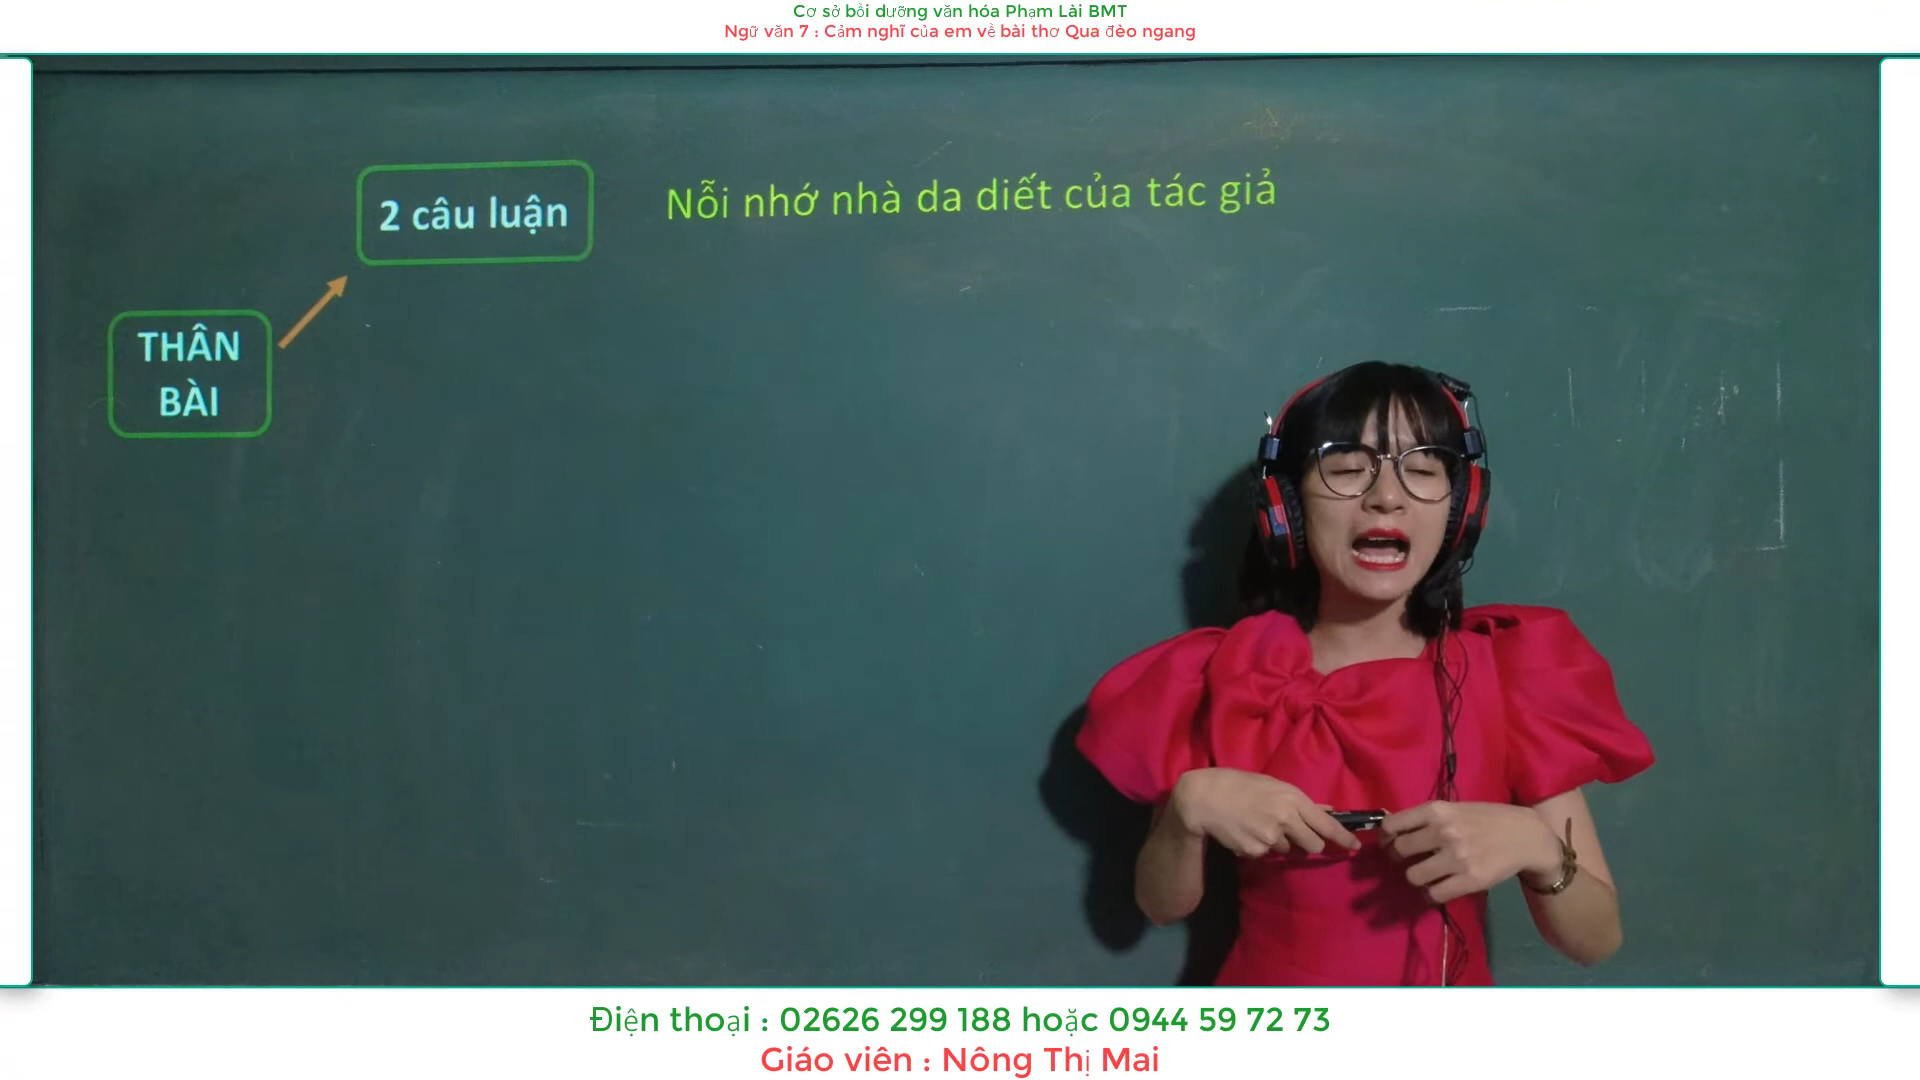 Cơ sở bồi dưỡng văn hóa Phạm Lài BMT
Ngữ văn 7 : Cảm nghĩ của em về bài thơ Qua đèo ngang
2 câu luận
Nỗi nhớ nhà da diết của tác giả
THÂN
BÀI
Điện thoại : 02626 299 188 hoặc 0944 59 72 73
Giáo viên : Nông Thị Mai